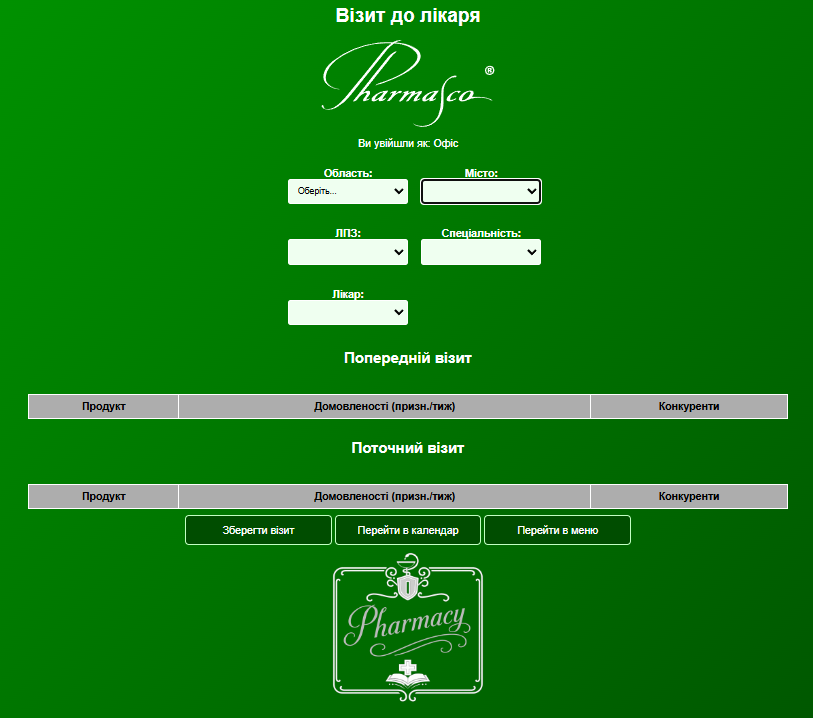 Візит до лікаря
Pharmasco®
Ви увійшли як: Офіс
Область: Місто:
Оберіть...
ЛПЗ: Спеціальність:
Лікар:
Попередній візит
Продукт Домовленості (призн./тиж) Конкуренти
Поточний візит
Продукт Домовленості (призн./тиж) Конкуренти
Зберегти візит Перейти в календар Перейти в меню
Pharmacy